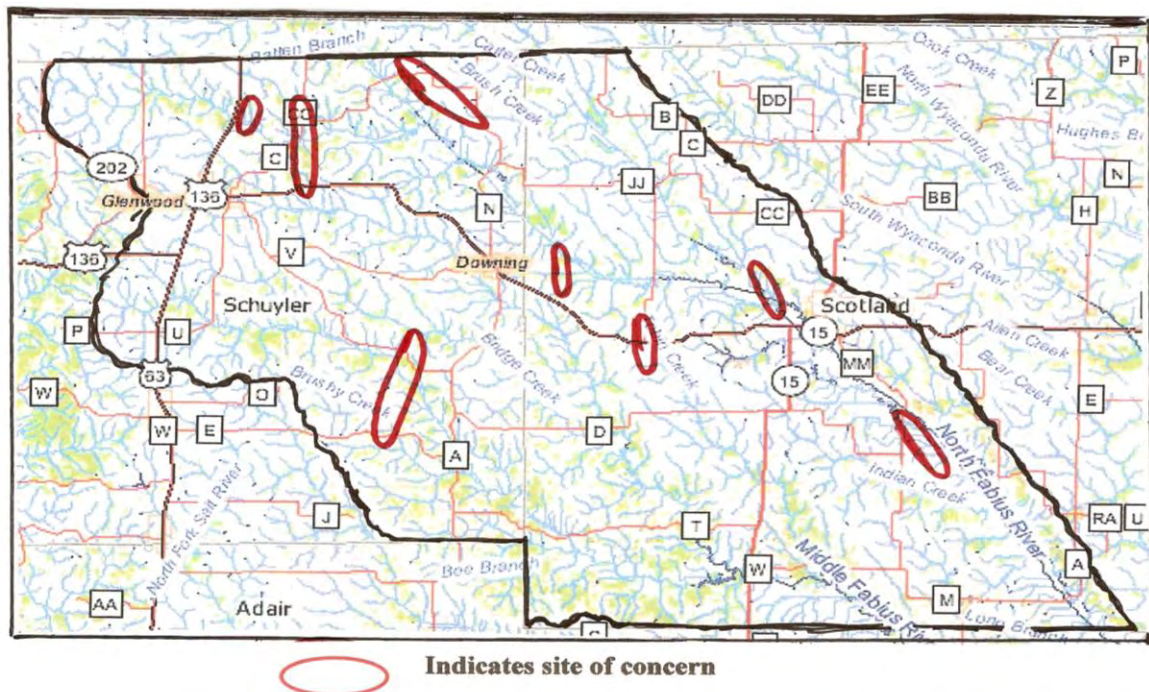 Batten Branch
Carter Creek
Brush Creek
Cook Creek
North Wyaconda River
P
EE
Z
DD
B
C
CC
Hughes
C
202
Glenwood
136
JJ
N
BB
N
H
CC
South Wyaconda River
V
Downing
136
Schuyler
Scotland
P
U
15
Allen Creek
Bear Creek
63
Bridge Creek
MM
15
Brushy Creek
W
O
E
W
E
D
A
North Fabius River
Indian Creek
North Fork Salt River
J
T
RA
U
Bee Branch
Middle Fabius
W
A
AA
Adair
M
Long Branch
Indicates site of concern